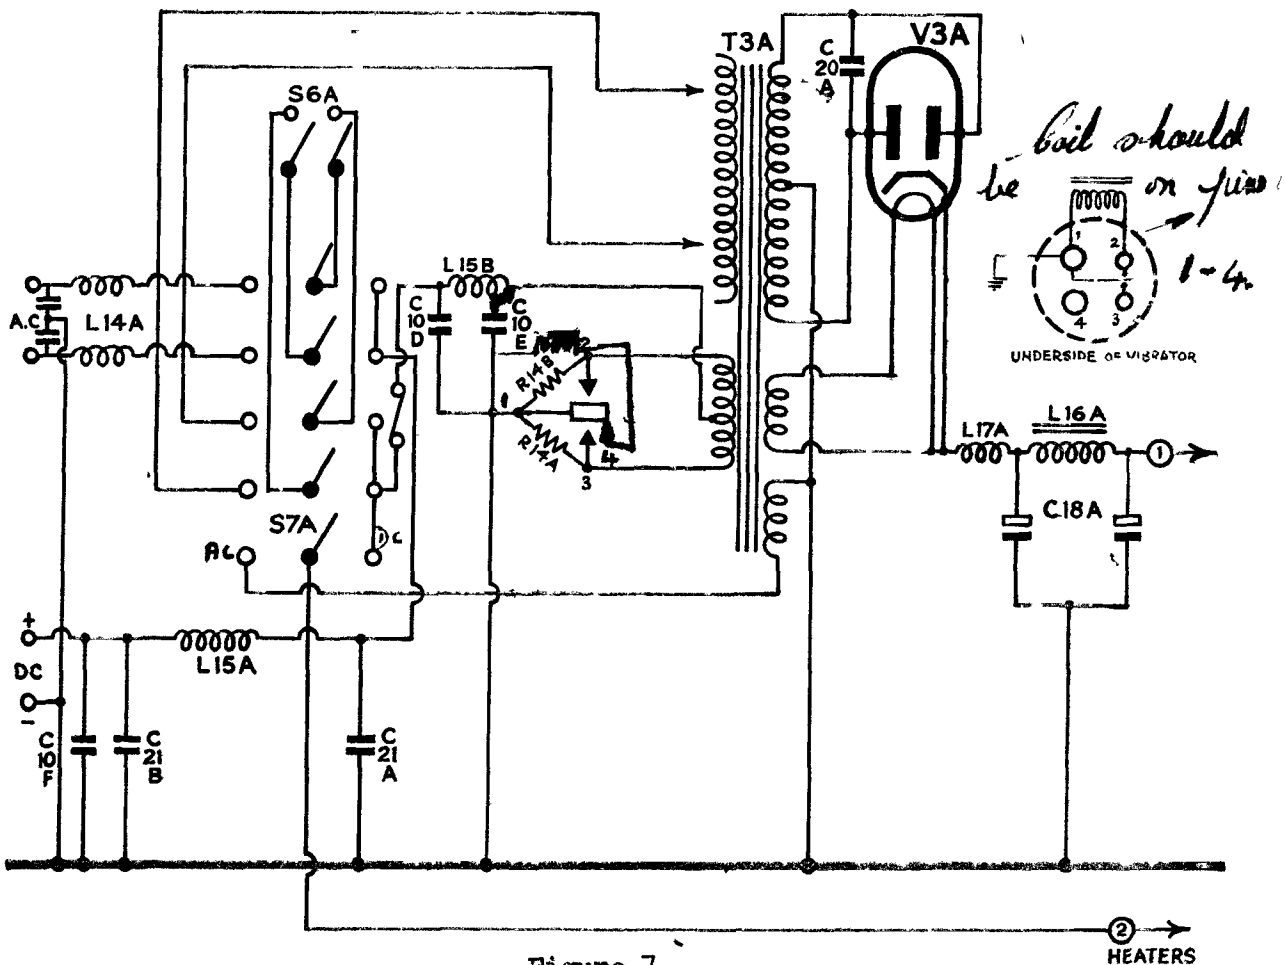 T3A
V3A
C
20
A
S6A
Coil should
be on pins
1-4.
1
2
4
3
UNDERSIDE OF VIBRATOR
L15B
A.C
L14A
C
10
D
C
10
E
R14B
2
1
R14A
4
3
L17A
L16A
1
C18A
S7A
AC
DC
+
DC
-
L15A
C
10
F
C
21
B
C
21
A
2
HEATERS
Figure 7